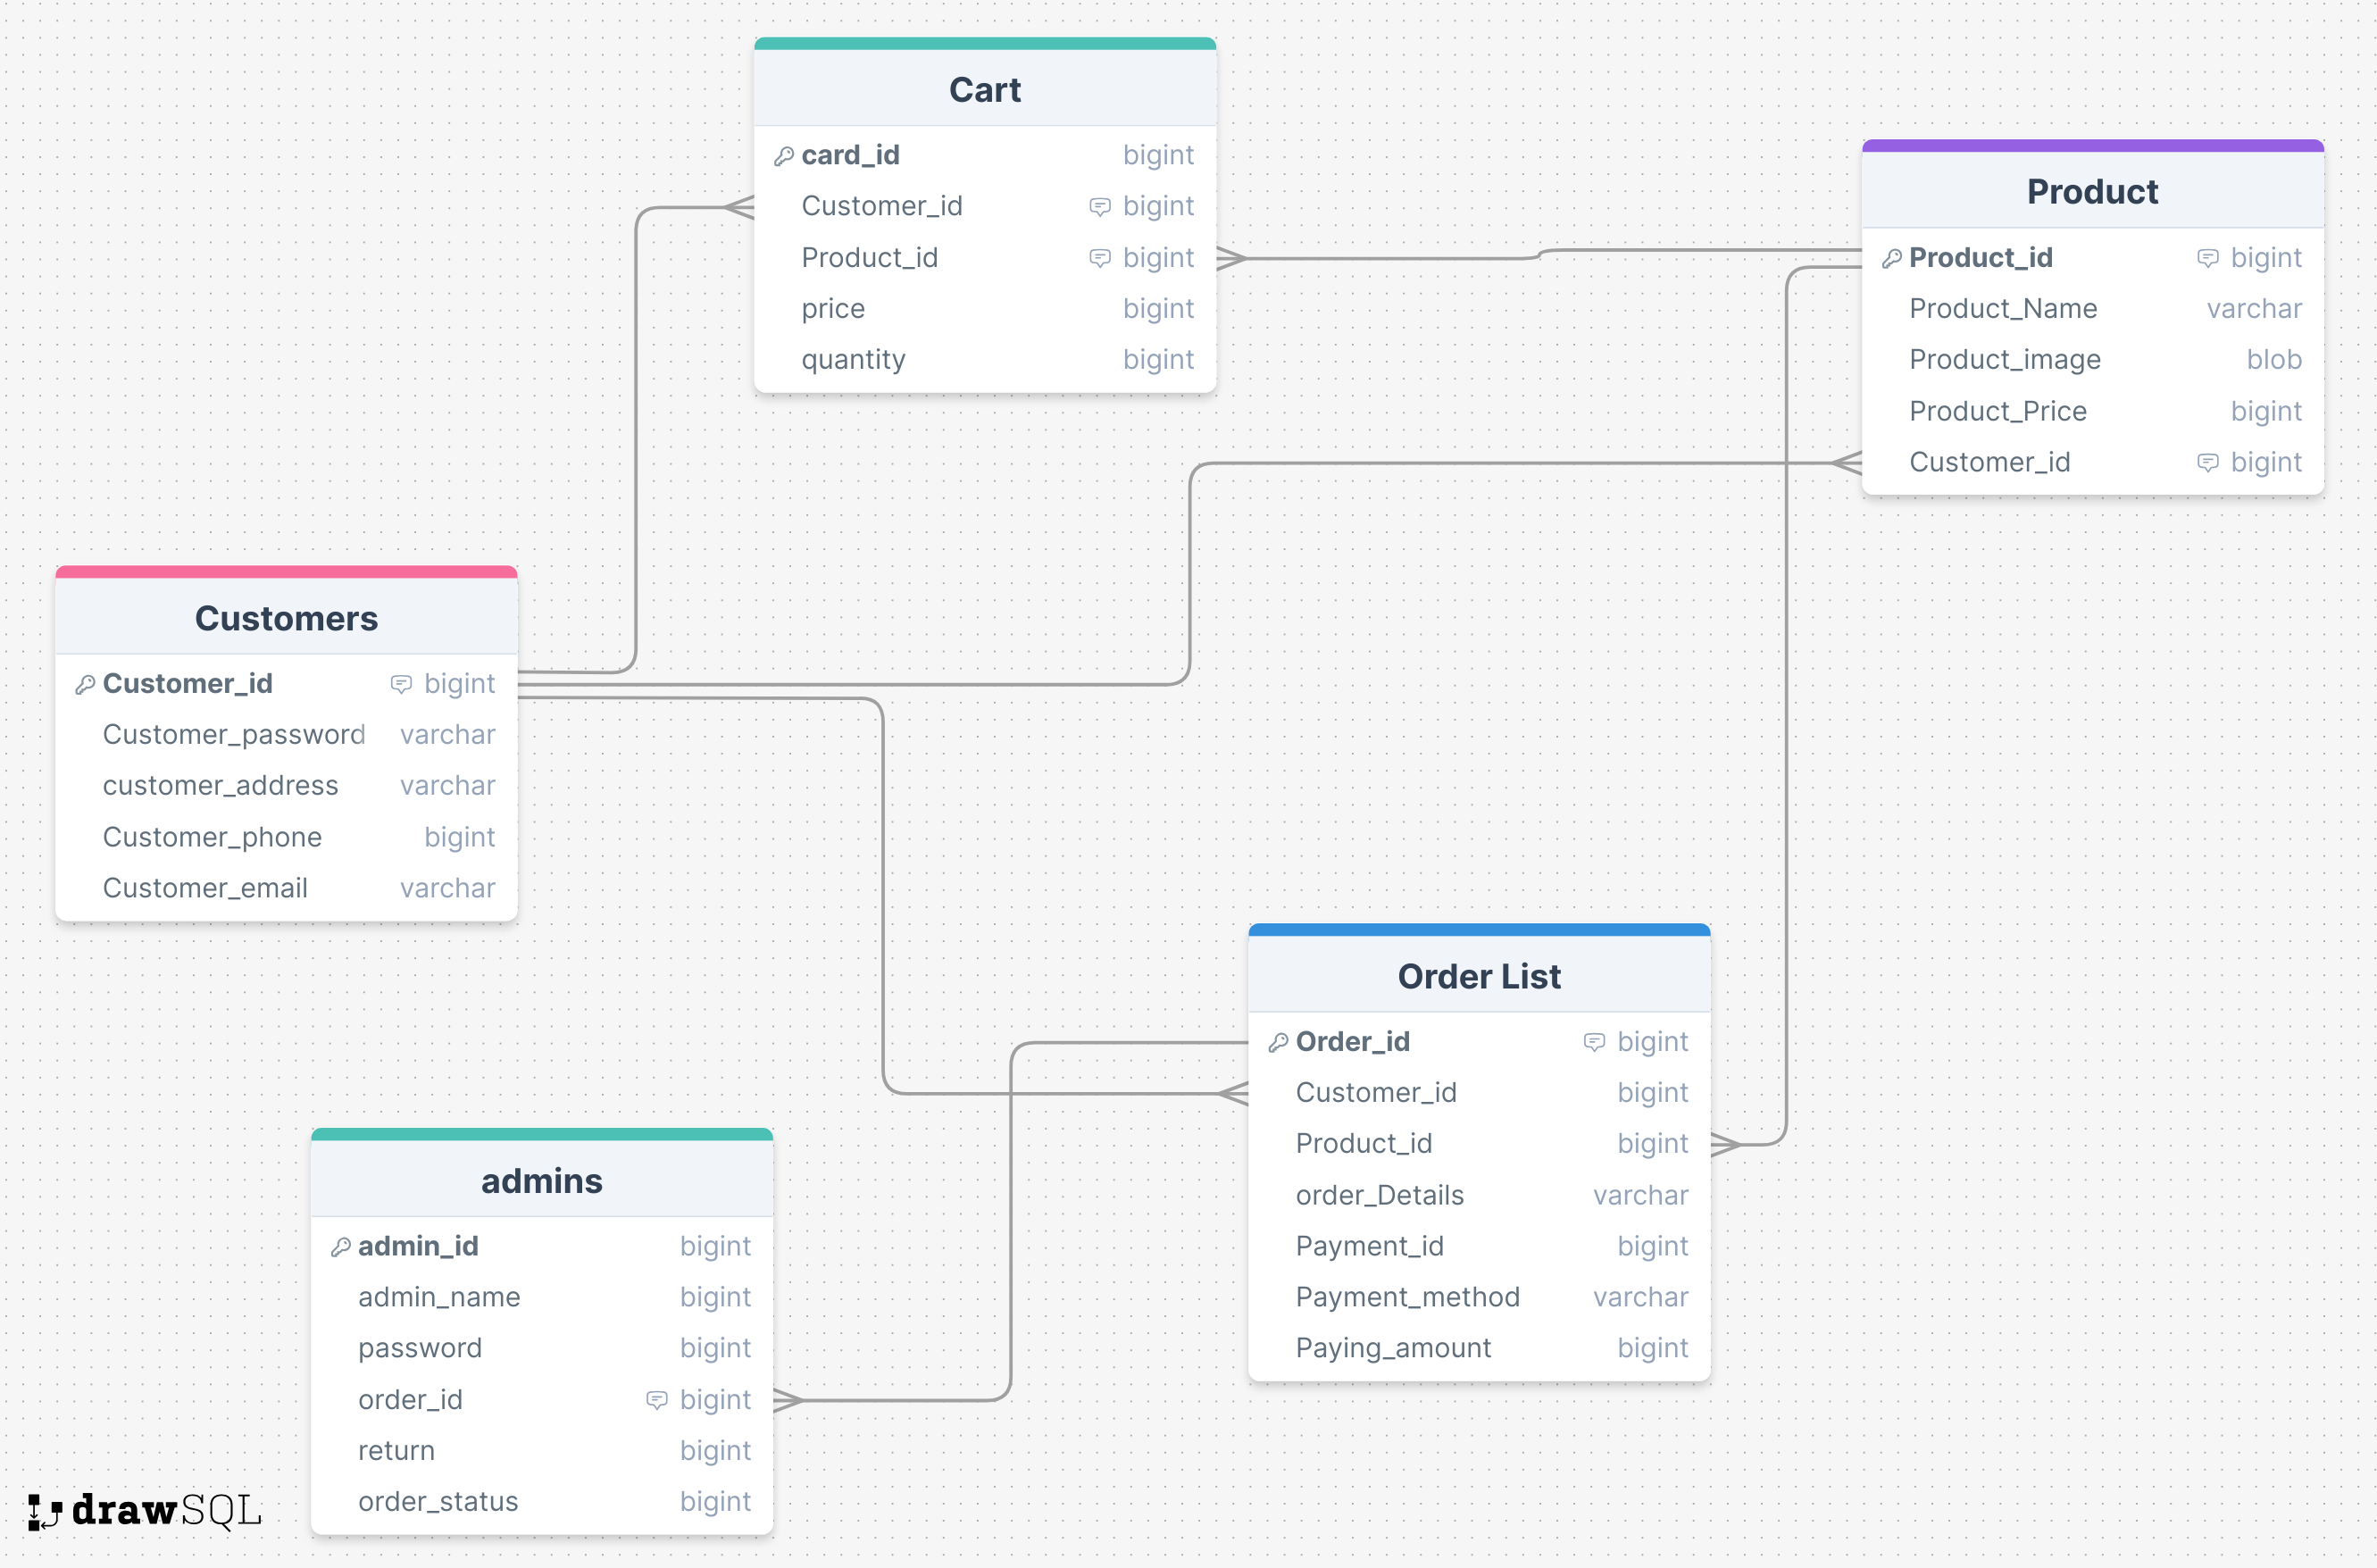 Cart
card_id bigint
Customer_id bigint
Product_id bigint
price bigint
quantity bigint
Product
Product_id bigint
Product_Name varchar
Product_image blob
Product_Price bigint
Customer_id bigint
Customers
Customer_id bigint
Customer_password varchar
customer_address varchar
Customer_phone bigint
Customer_email varchar
Order List
Order_id bigint
Customer_id bigint
Product_id bigint
order_Details varchar
Payment_id bigint
Payment_method varchar
Paying_amount bigint
admins
admin_id bigint
admin_name bigint
password bigint
order_id bigint
return bigint
order_status bigint
drawSQL